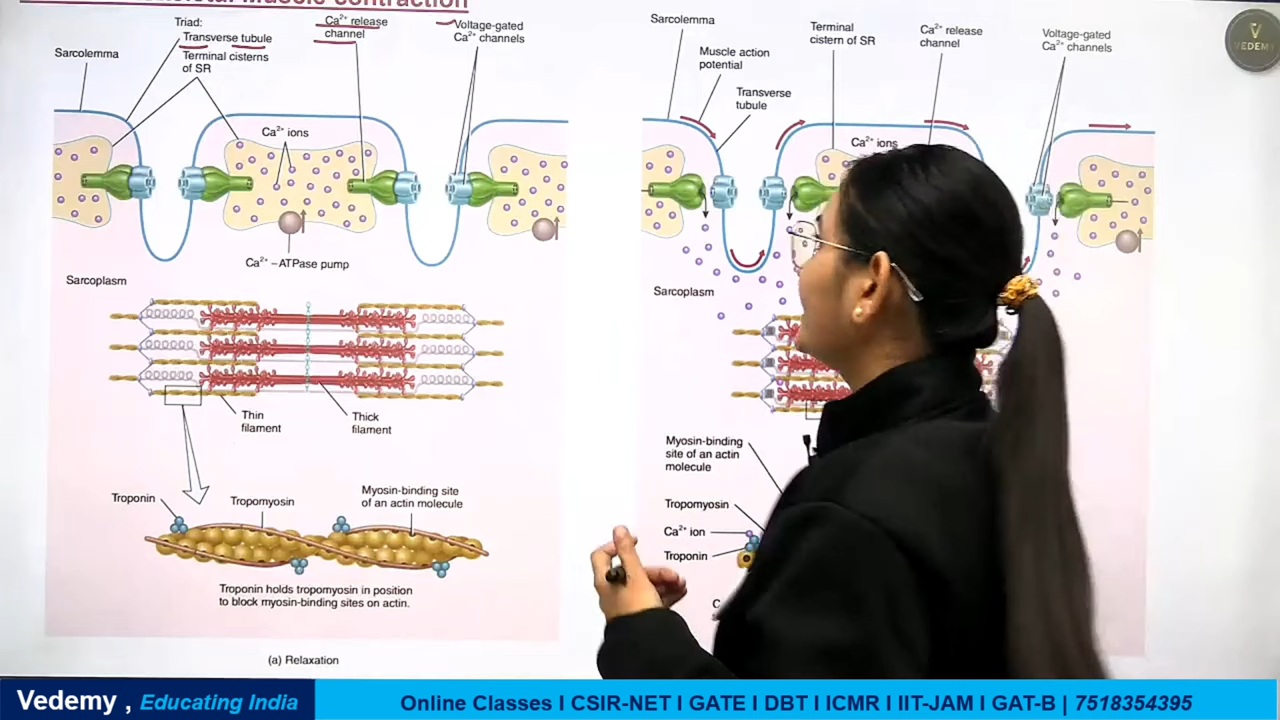 Muscle contraction
Triad:
Transverse tubule
Terminal cisterns
of SR
Sarcolemma
Ca²⁺ release
channel
Voltage-gated
Ca²⁺ channels
Ca²⁺ ions
Ca²⁺ –ATPase pump
Sarcoplasm
Thin
filament
Thick
filament
Troponin
Tropomyosin
Myosin-binding site
of an actin molecule
Troponin holds tropomyosin in position
to block myosin-binding sites on actin.
(a) Relaxation
Sarcolemma
Muscle action
potential
Transverse
tubule
Terminal
cistern of SR
Ca²⁺ release
channel
Voltage-gated
Ca²⁺ channels
Ca²⁺ ions
Sarcoplasm
Myosin-binding
site of an actin
molecule
Tropomyosin
Ca²⁺ ion
Troponin
VEDEMY
Vedemy , Educating India
Online Classes I CSIR-NET I GATE I DBT I ICMR I IIT-JAM I GAT-B | 7518354395